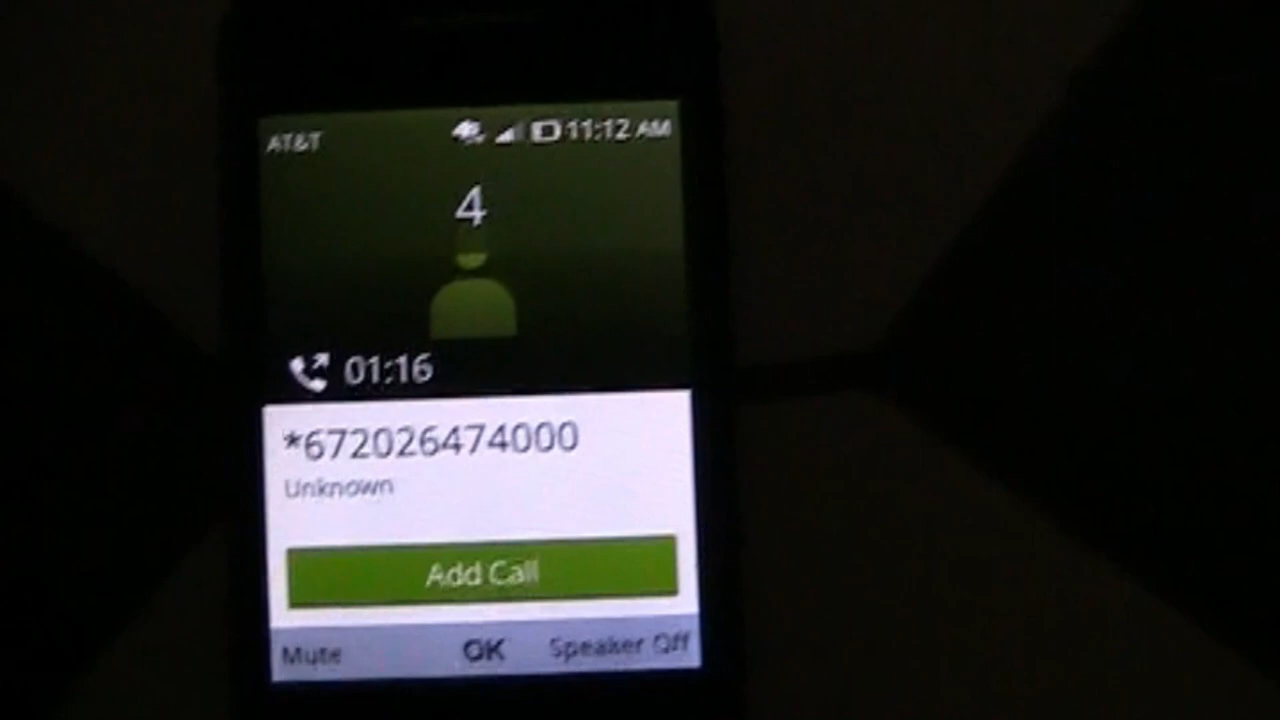 AT&T 11:12 AM
4
01:16
*672026474000
Unknown
Add Call
Mute OK Speaker Off